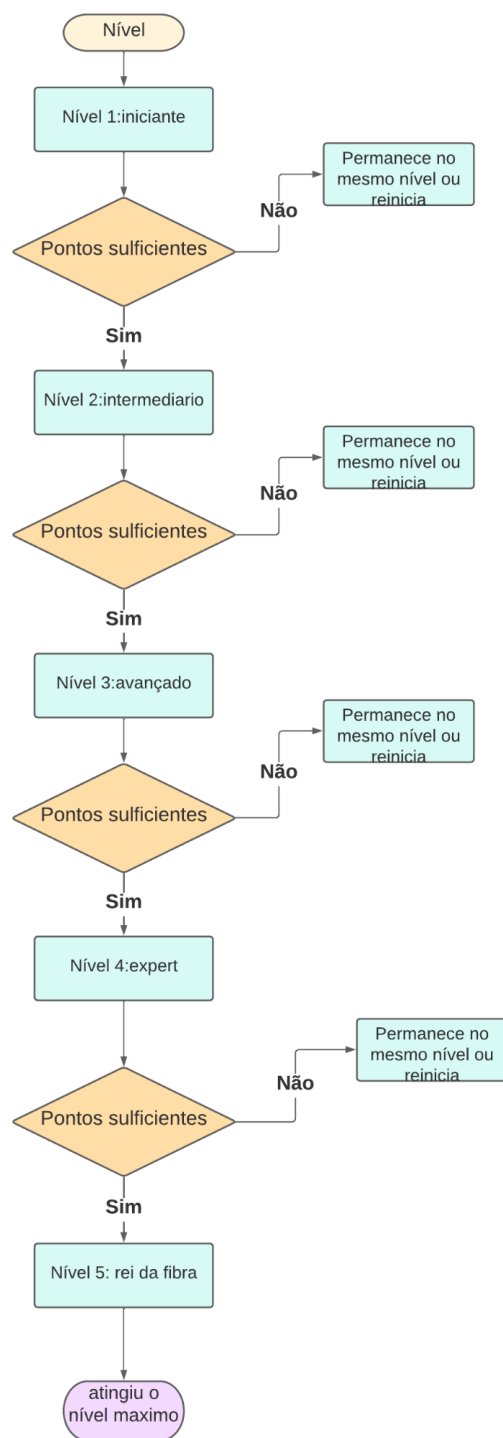 Nível
Nível 1:iniciante
Permanece no
mesmo nível ou
reinicia
Não
Pontos sulficientes
Sim
Nível 2:intermediario
Permanece no
mesmo nível ou
reinicia
Não
Pontos sulficientes
Sim
Nível 3:avançado
Permanece no
mesmo nível ou
reinicia
Não
Pontos sulficientes
Sim
Nível 4:expert
Permanece no
mesmo nível ou
reinicia
Não
Pontos sulficientes
Sim
Nível 5: rei da fibra
atingiu o
nível maximo